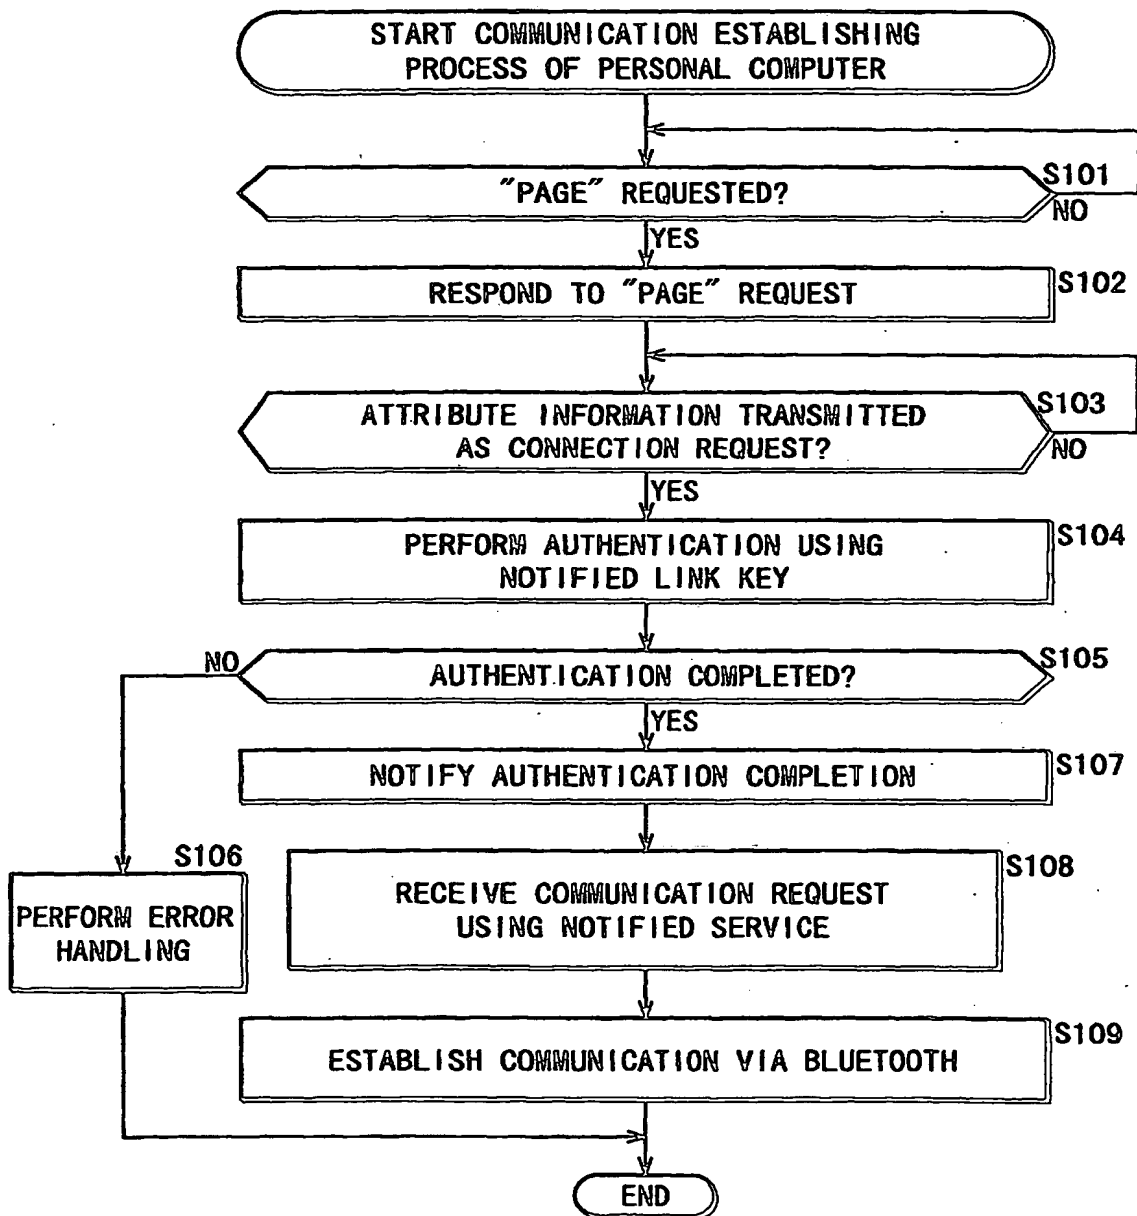 START COMMUNICATION ESTABLISHING
PROCESS OF PERSONAL COMPUTER
"PAGE" REQUESTED?
S101
NO
YES
RESPOND TO "PAGE" REQUEST
S102
ATTRIBUTE INFORMATION TRANSMITTED
AS CONNECTION REQUEST?
S103
NO
YES
PERFORM AUTHENTICATION USING
NOTIFIED LINK KEY
S104
NO
AUTHENTICATION COMPLETED?
S105
YES
NOTIFY AUTHENTICATION COMPLETION
S107
S106
PERFORM ERROR
HANDLING
RECEIVE COMMUNICATION REQUEST
USING NOTIFIED SERVICE
S108
ESTABLISH COMMUNICATION VIA BLUETOOTH
S109
END